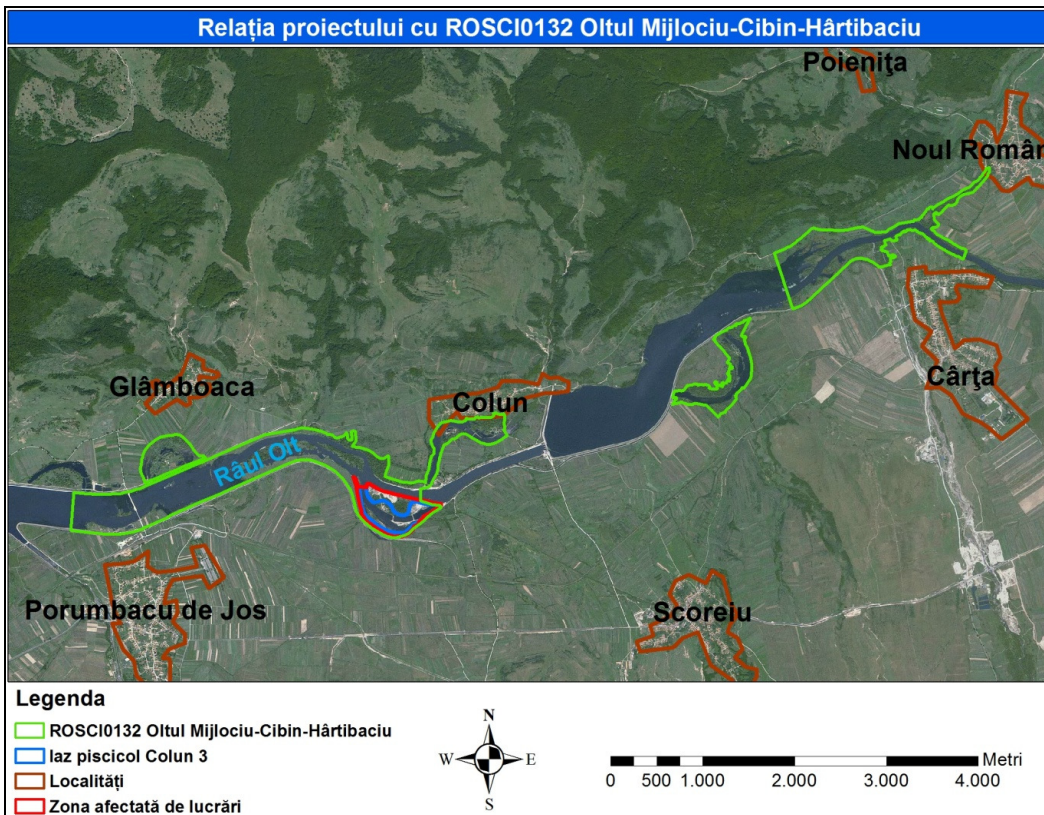 Relația proiectului cu ROSCI0132 Oltul Mijlociu-Cibin-Hârtibaciu
Poieniţa
Noul Român
Glâmboaca
Colun
Cârţa
Râul Olt
Porumbacu de Jos
Scoreiu
Legenda
ROSCI0132 Oltul Mijlociu-Cibin-Hârtibaciu
Iaz piscicol Colun 3
Localități
Zona afectată de lucrări
N
W E
S
Metri
0 500 1.000 2.000 3.000 4.000